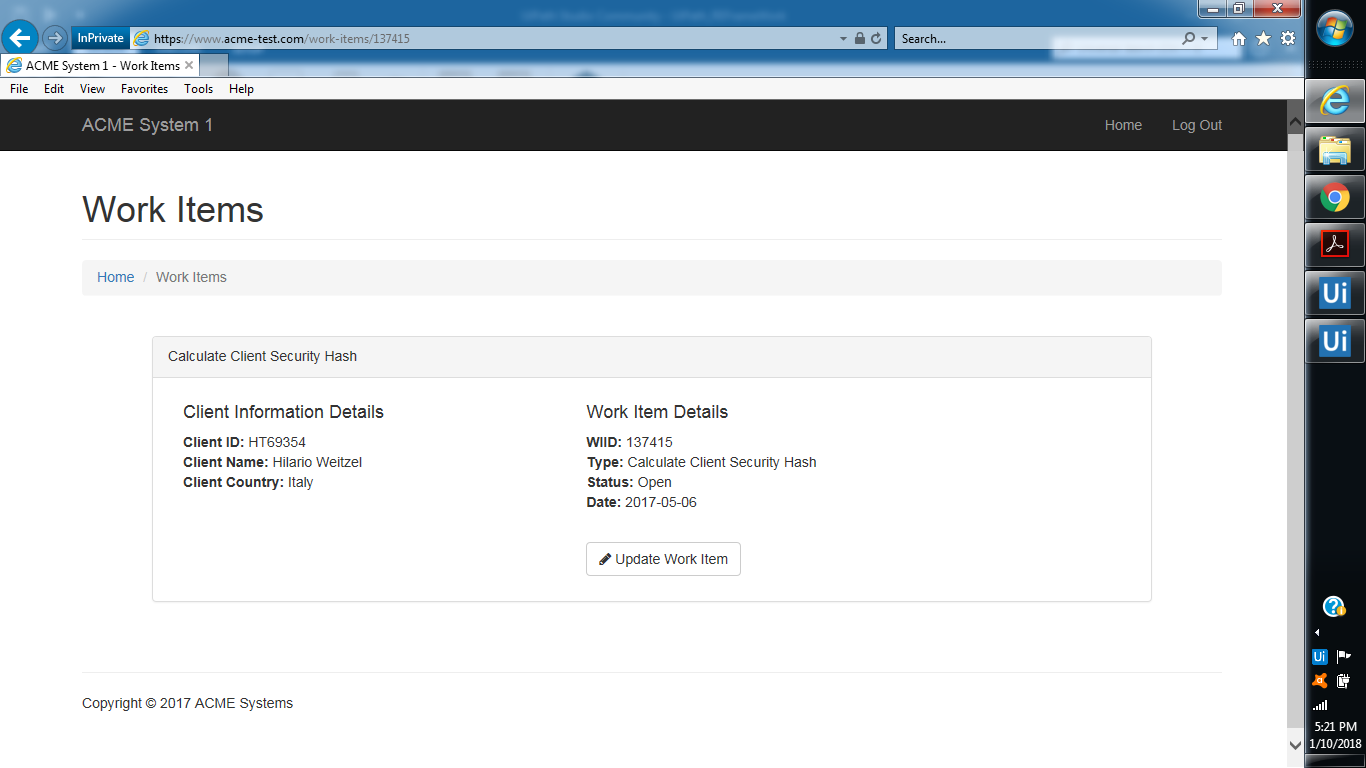 InPrivate
https://www.acme-test.com/work-items/137415
Search...
ACME System 1 - Work Items
File Edit View Favorites Tools Help
ACME System 1 Home Log Out
Work Items
Home / Work Items
Calculate Client Security Hash
Client Information Details
Client ID: HT69354
Client Name: Hilario Weitzel
Client Country: Italy
Work Item Details
WIID: 137415
Type: Calculate Client Security Hash
Status: Open
Date: 2017-05-06
Update Work Item
Copyright © 2017 ACME Systems
Ui
Ui
Ui
5:21 PM
1/10/2018